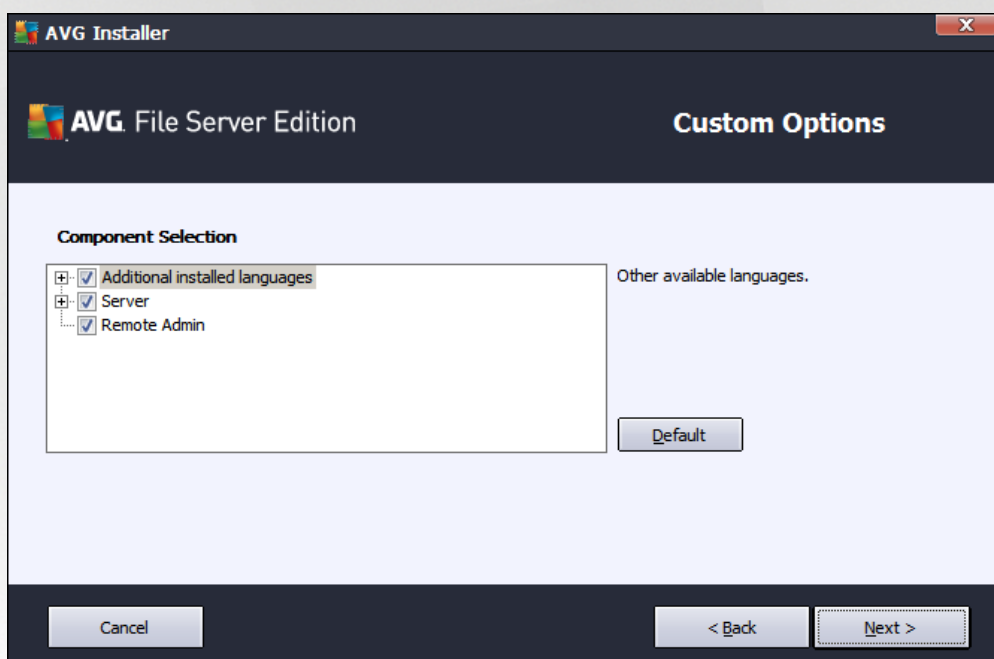 AVG Installer
AVG. File Server Edition
Custom Options
Component Selection
Additional installed languages
Server
Remote Admin
Other available languages.
Default
Cancel
< Back
Next >